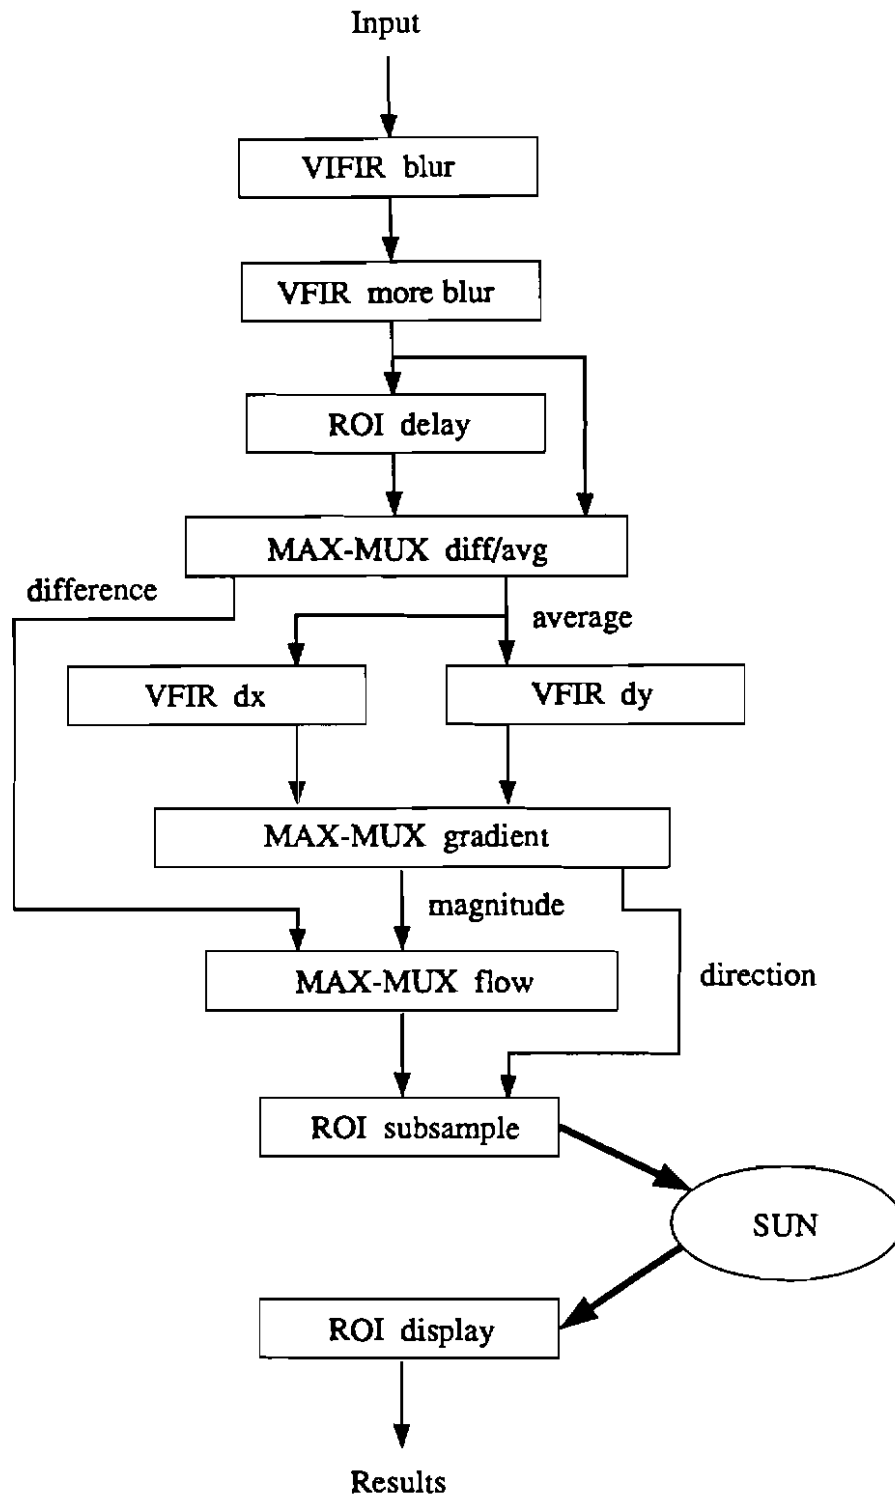 Input
VIFIR blur
VFIR more blur
ROI delay
MAX-MUX diff/avg
difference
average
VFIR dx
VFIR dy
MAX-MUX gradient
magnitude
MAX-MUX flow
direction
ROI subsample
SUN
ROI display
Results